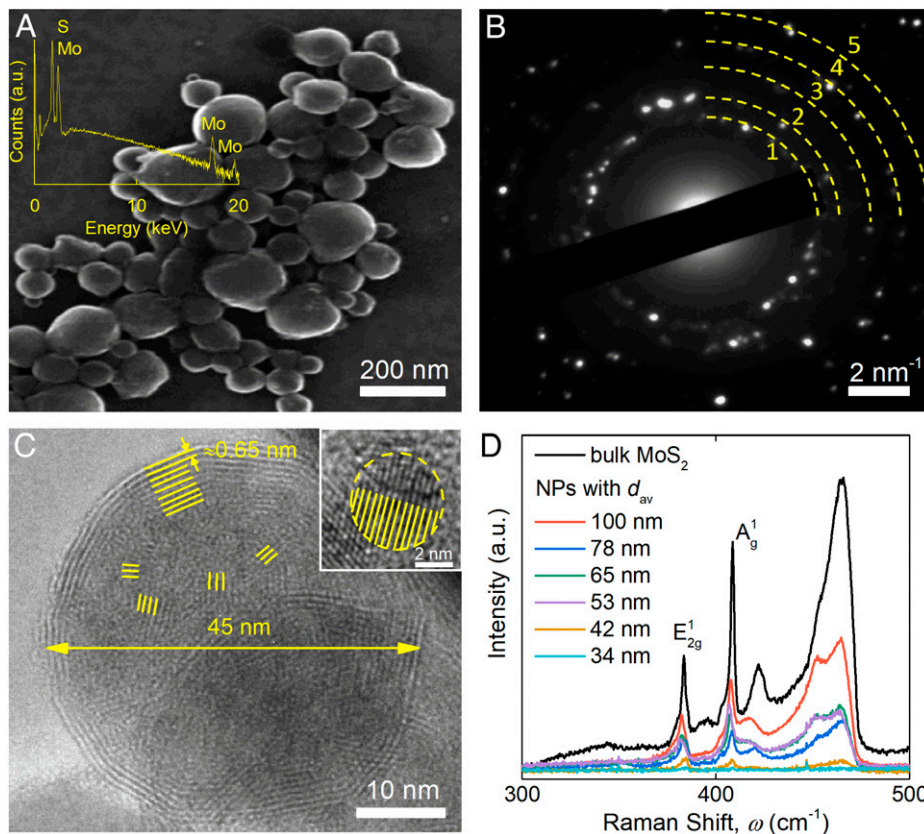 A
S
Mo
Counts (a.u.)
Mo
Mo
0
10
20
Energy (keV)
200 nm
B
5
4
3
2
1
2 nm⁻¹
C
≈0.65 nm
2 nm
45 nm
10 nm
D
bulk MoS₂
NPs with d_av
100 nm
78 nm
65 nm
53 nm
42 nm
34 nm
A¹_g
E¹_2g
Intensity (a.u.)
300
400
500
Raman Shift, ω (cm⁻¹)